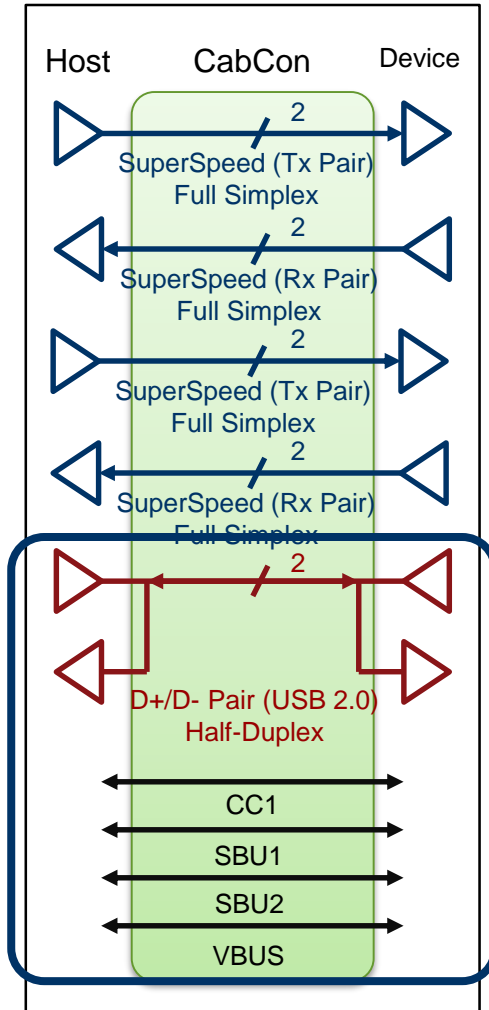 Host CabCon Device
2
SuperSpeed (Tx Pair)
Full Simplex
2
SuperSpeed (Rx Pair)
Full Simplex
2
SuperSpeed (Tx Pair)
Full Simplex
2
SuperSpeed (Rx Pair)
Full Simplex
2
D+/D- Pair (USB 2.0)
Half-Duplex
CC1
SBU1
SBU2
VBUS